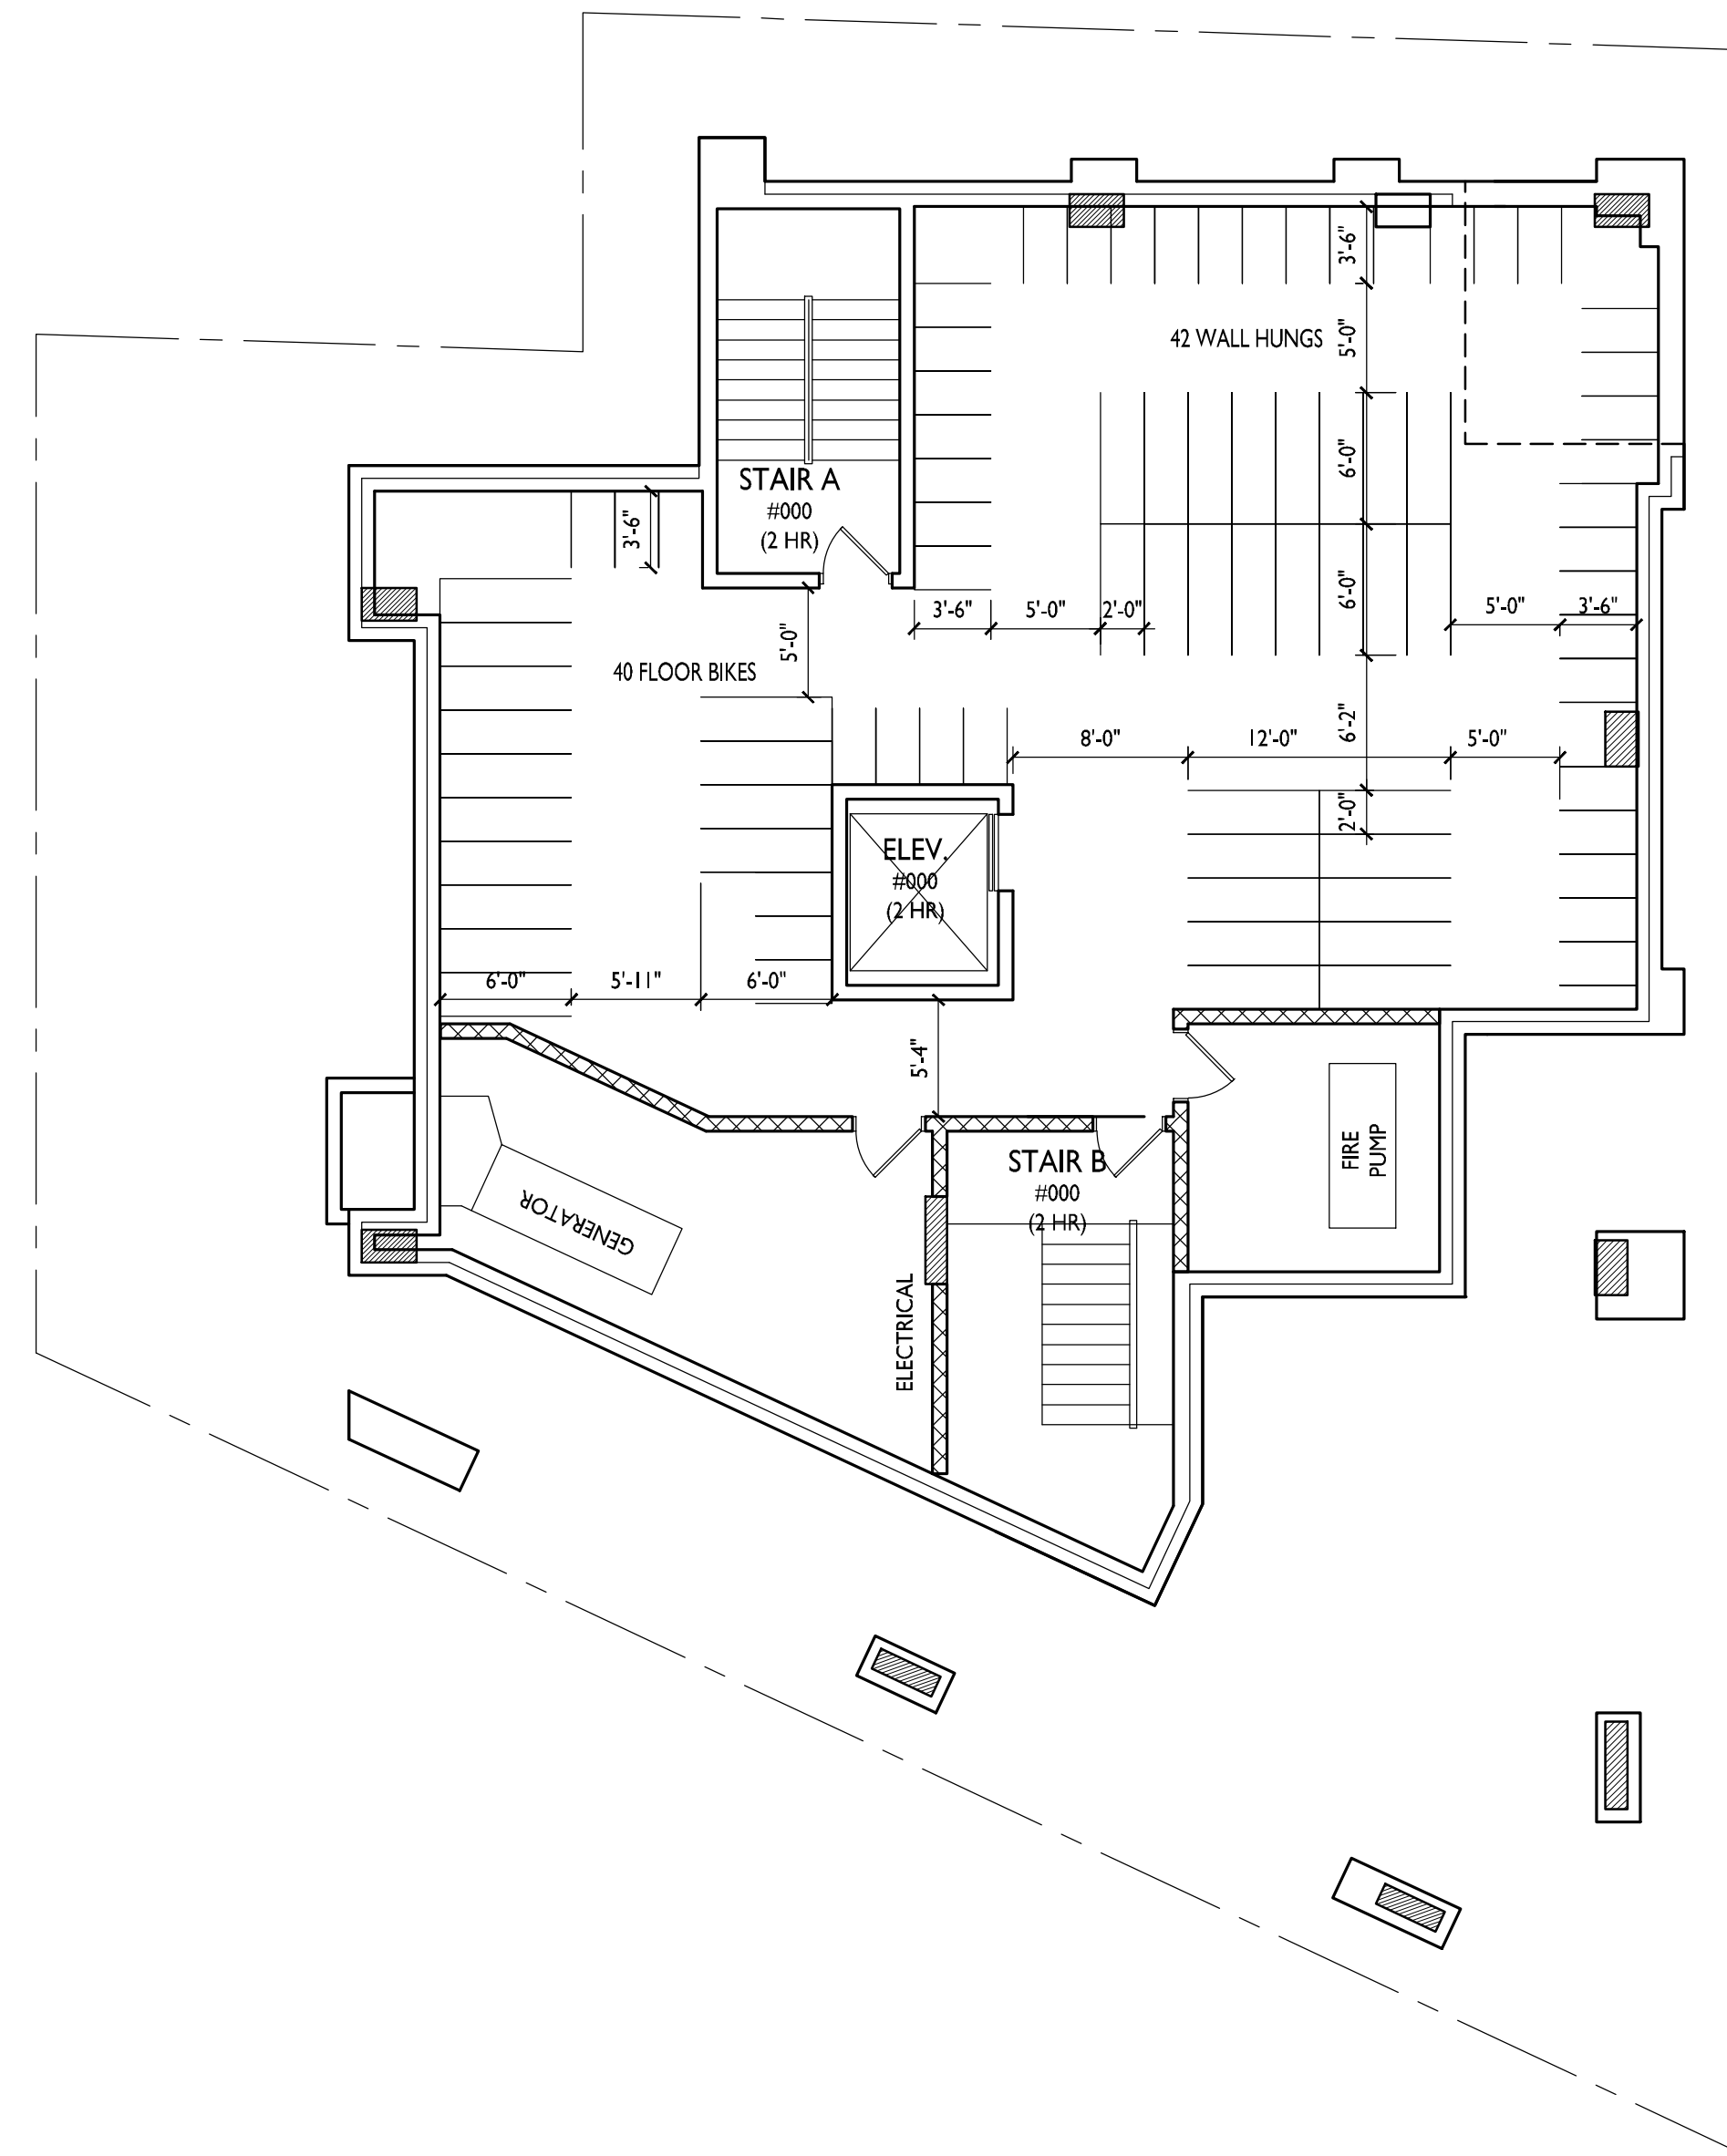 3'-6"
42 WALL HUNGS
5'-0"
6'-0"
STAIR A
#000
(2 HR)
3'-6"
6'-0"
3'-6"
5'-0"
2'-0"
5'-0"
3'-6"
5'-0"
40 FLOOR BIKES
6'-2"
8'-0"
12'-0"
5'-0"
2'-0"
ELEV.
#000
(2 HR)
6'-0"
5'-11"
6'-0"
5'-4"
FIRE
PUMP
STAIR B
#000
(2 HR)
GENERATOR
ELECTRICAL